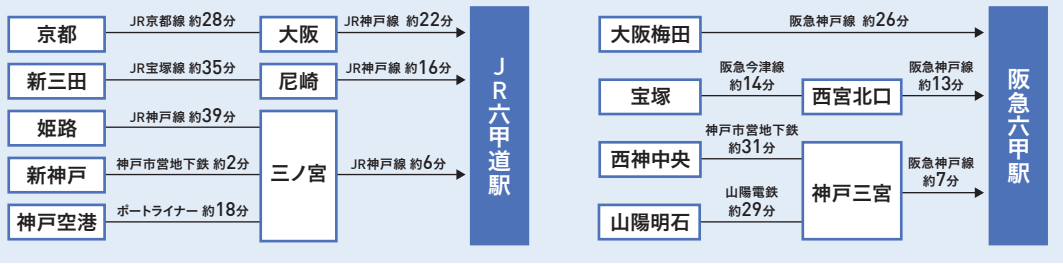 京都
JR京都線 約28分
大阪
JR神戸線 約22分
新三田
JR宝塚線 約35分
尼崎
JR神戸線 約16分
姫路
JR神戸線 約39分
新神戸
神戸市営地下鉄 約2分
神戸空港
ポートライナー 約18分
三ノ宮
JR神戸線 約6分
JR六甲道駅
大阪梅田
阪急神戸線 約26分
宝塚
阪急今津線
約14分
西宮北口
阪急神戸線
約13分
西神中央
神戸市営地下鉄
約31分
山陽明石
山陽電鉄
約29分
神戸三宮
阪急神戸線
約7分
阪急六甲駅